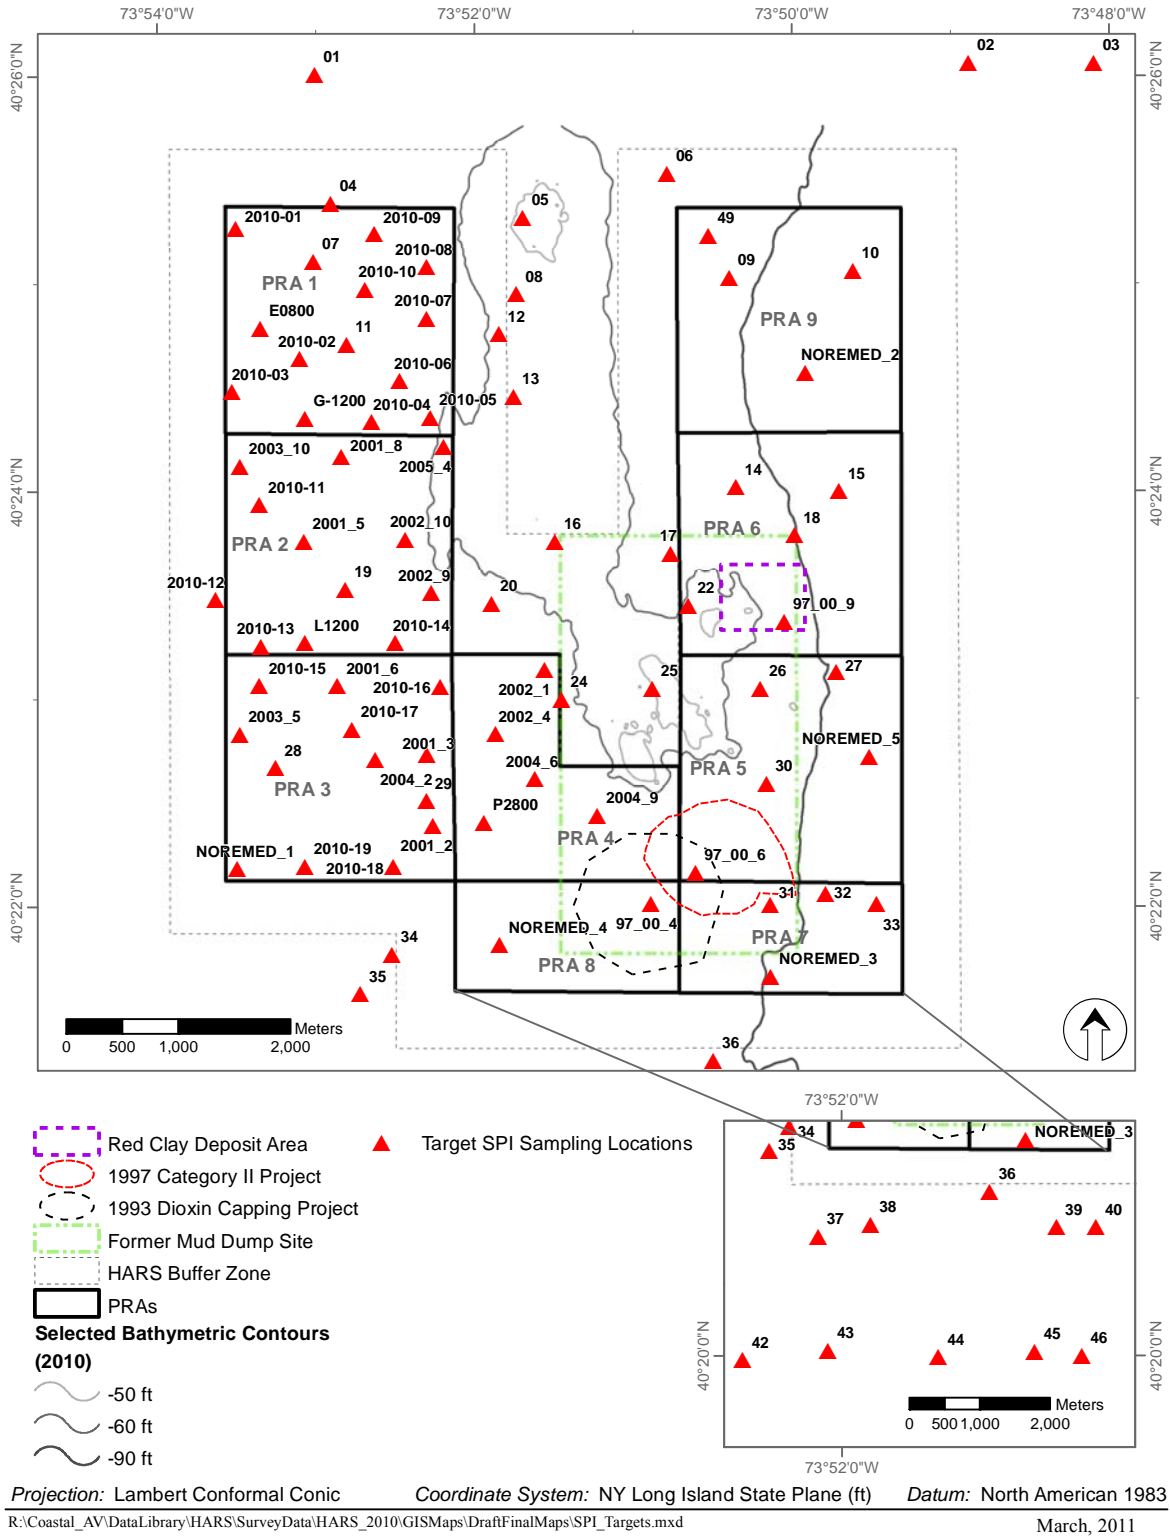 73°54'0"W 73°52'0"W 73°50'0"W 73°48'0"W
40°26'0"N
40°26'0"N
01
02
03
06
04
05
2010-01
2010-09
49
07
2010-08
09
10
PRA 1
2010-10
08
E0800
2010-07
PRA 9
11
12
2010-02
NOREMED_2
2010-03
2010-06
13
G-1200
2010-04
2010-05
2003_10
2001_8
2005_4
14
15
40°24'0"N
40°24'0"N
2010-11
2001_5
2002_10
16
17
PRA 6
18
PRA 2
2010-12
19
2002_9
20
22
97_00_9
2010-13
L1200
2010-14
2010-15
2001_6
2010-16
2002_1
24
25
26
27
2003_5
2010-17
2002_4
2001_3
NOREMED_5
28
PRA 3
2004_2
29
2004_6
PRA 5
30
P2800
2004_9
PRA 4
2001_2
NOREMED_1
2010-19
2010-18
97_00_6
40°22'0"N
40°22'0"N
31
32
33
NOREMED_4
97_00_4
PRA 7
34
PRA 8
NOREMED_3
35
Meters
0 500 1,000 2,000
36
73°52'0"W
Red Clay Deposit Area
Target SPI Sampling Locations
1997 Category II Project
1993 Dioxin Capping Project
Former Mud Dump Site
HARS Buffer Zone
PRAs
Selected Bathymetric Contours
(2010)
-50 ft
-60 ft
-90 ft
34
NOREMED_3
35
36
37
38
39
40
40°20'0"N
40°20'0"N
42
43
44
45
46
Meters
0 500 1,000 2,000
73°52'0"W
Projection: Lambert Conformal Conic Coordinate System: NY Long Island State Plane (ft) Datum: North American 1983
R:\Coastal_AV\DataLibrary\HARS\SurveyData\HARS_2010\GISMaps\DraftFinalMaps\SPI_Targets.mxd March, 2011